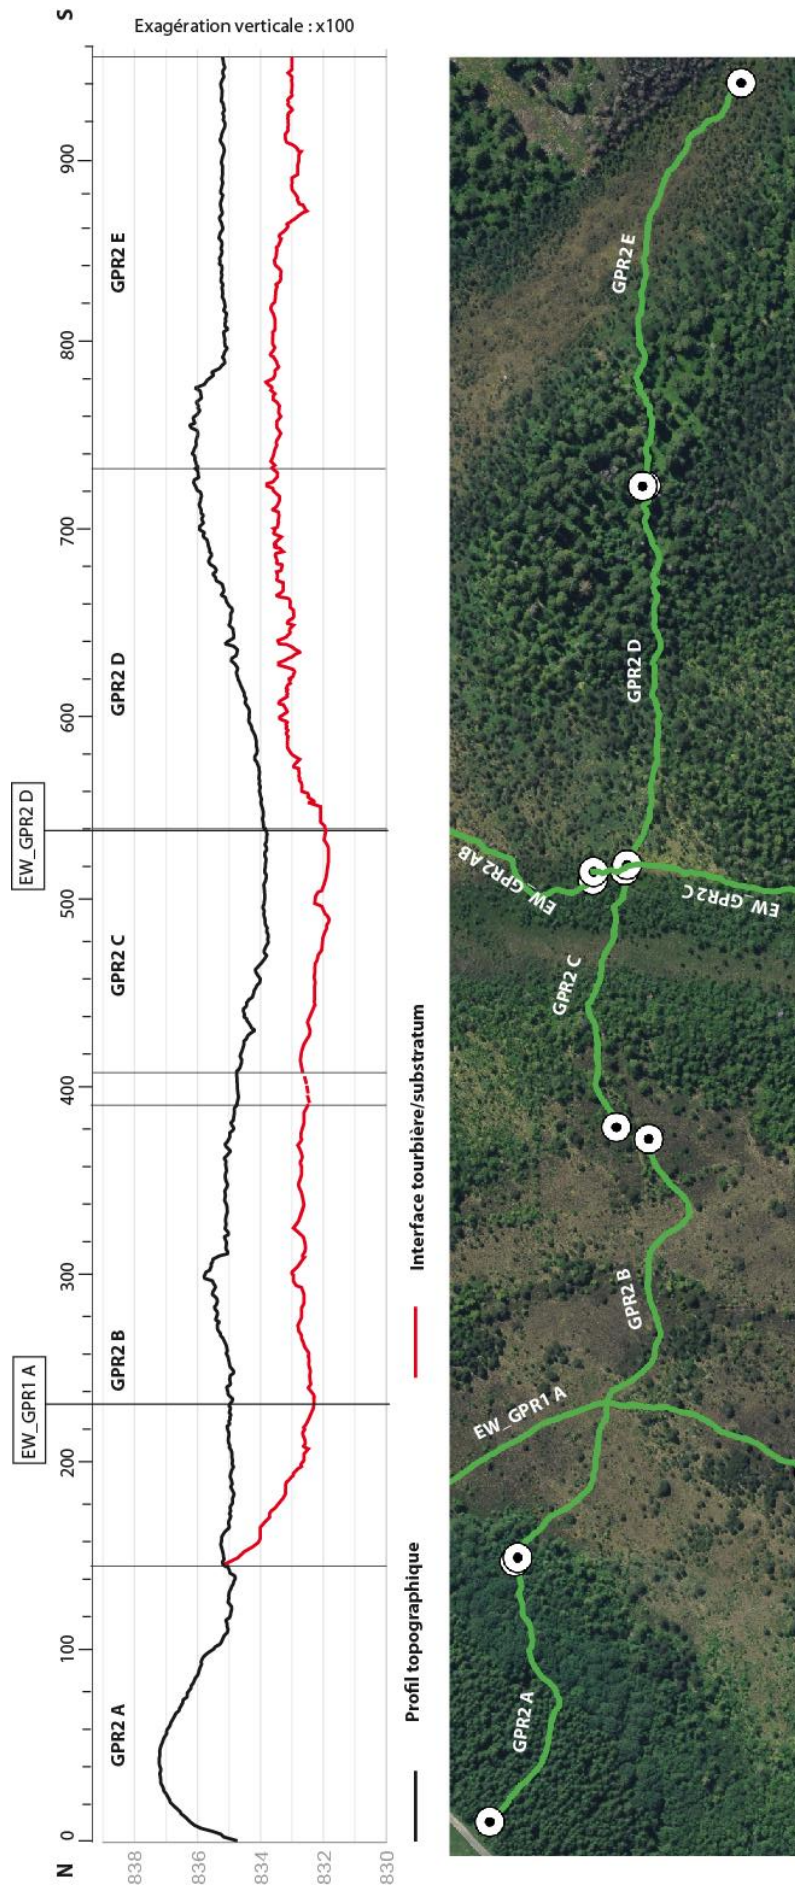 S
Exagération verticale : x100
900
GPR2 E
800
700
GPR2 D
600
EW_GPR2 D
500
GPR2 C
400
300
GPR2 B
EW_GPR1 A
200
100
GPR2 A
0
N
838
836
834
832
830
Profil topographique
Interface tourbière/substratum
GPR2 E
GPR2 D
EW_GPR2 AB
EW_GPR2 C
GPR2 C
GPR2 B
EW_GPR1 A
GPR2 A